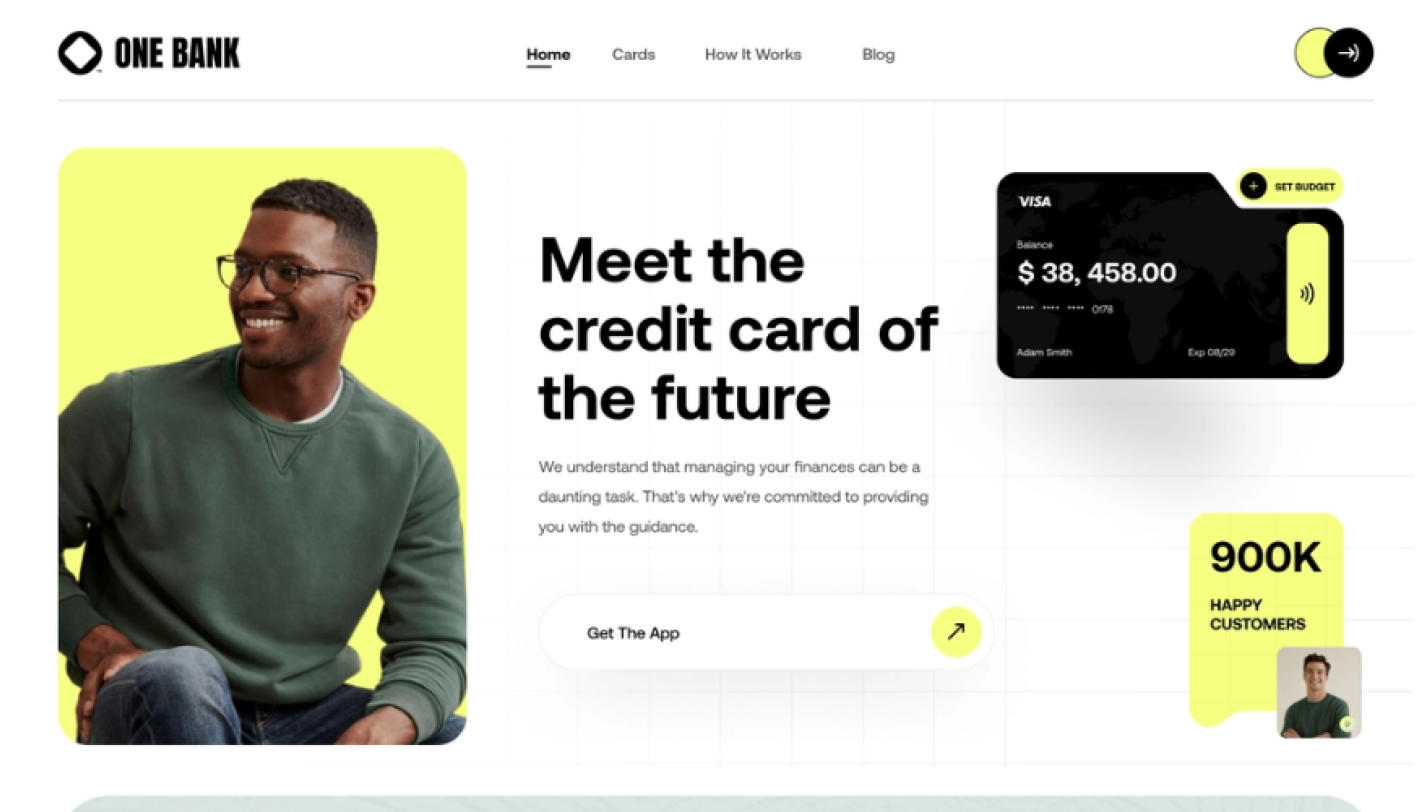 ONE BANK
Home
Cards
How It Works
Blog
Meet the
credit card of
the future
We understand that managing your finances can be a
daunting task. That's why we're committed to providing
you with the guidance.
Get The App
SET BUDGET
VISA
Balance
$ 38, 458.00
**** **** **** 0178
Adam Smith
Exp 08/29
900K
HAPPY
CUSTOMERS